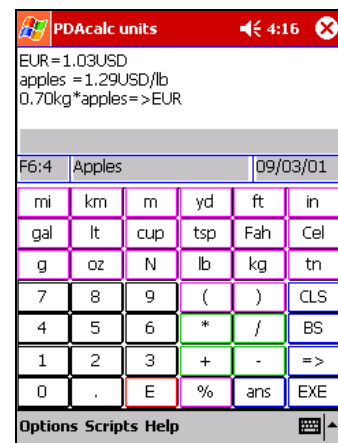 PDAcalc units 4:16
EUR=1.03USD
apples =1.29USD/lb
0.70kg*apples=>EUR
F6:4 Apples 09/03/01
mi km m yd ft in
gal lt cup tsp Fah Cel
g oz N lb kg tn
7 8 9 ( ) CLS
4 5 6 * / BS
1 2 3 + - =>
0 . E % ans EXE
Options Scripts Help